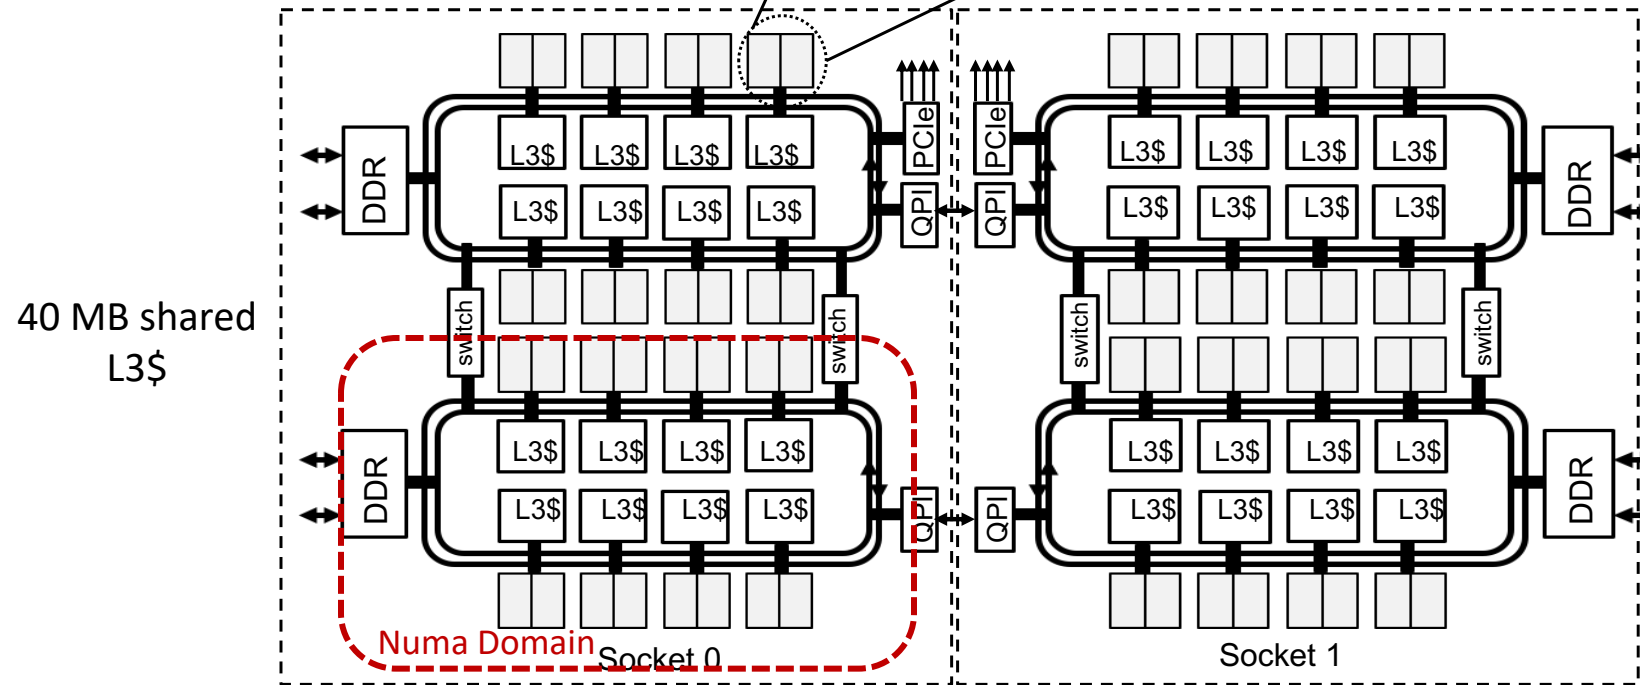 40 MB shared
L3$
L3$ L3$ L3$ L3$
L3$ L3$ L3$ L3$
DDR
PCIe
QPI
switch
switch
L3$ L3$ L3$ L3$
L3$ L3$ L3$ L3$
DDR
QPI
Numa Domain
Socket 0
PCIe
QPI
L3$ L3$ L3$ L3$
L3$ L3$ L3$ L3$
DDR
switch
switch
QPI
L3$ L3$ L3$ L3$
L3$ L3$ L3$ L3$
DDR
Socket 1